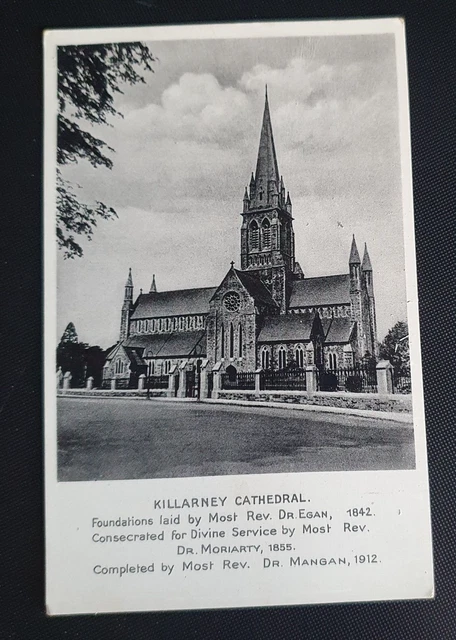 KILLARNEY CATHEDRAL.
Foundations laid by Most Rev. DR. EGAN, 1842.
Consecrated for Divine Service by Most Rev.
DR. MORIARTY, 1855.
Completed by Most Rev. DR. MANGAN, 1912.